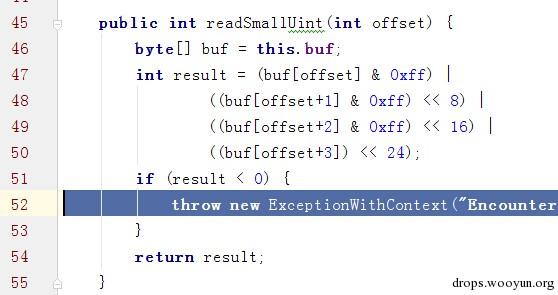 45 public int readSmallUint(int offset) {
46 byte[] buf = this.buf;
47 int result = (buf[offset] & 0xff) |
48 ((buf[offset+1] & 0xff) << 8) |
49 ((buf[offset+2] & 0xff) << 16) |
50 ((buf[offset+3]) << 24);
51 if (result < 0) {
52 throw new ExceptionWithContext("Encounter
53 }
54 return result;
55 }
drops.wooyun.org